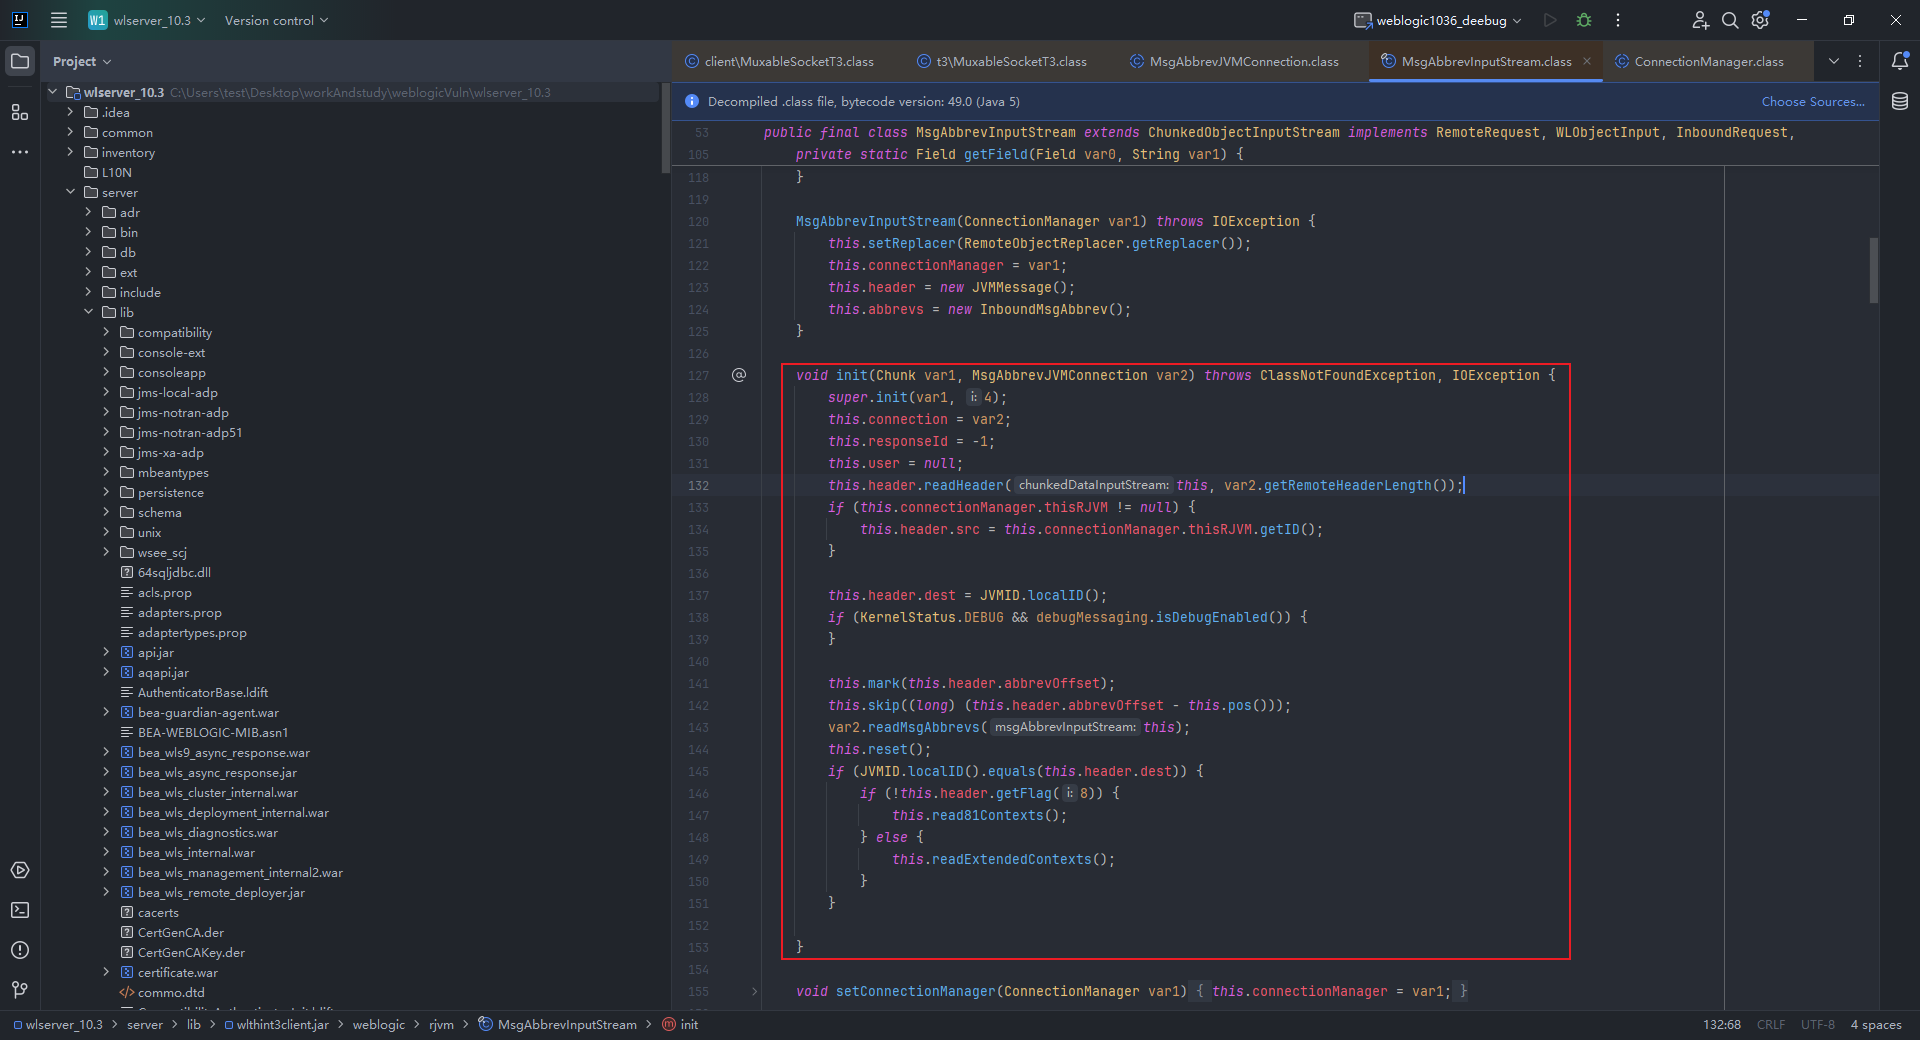 W1 wlserver_10.3 Version control weblogic1036_deebug
Project
wlserver_10.3 C:\Users\test\Desktop\workAndstudy\weblogicVuln\wlserver_10.3
.idea
common
inventory
L10N
server
adr
bin
db
ext
include
lib
compatibility
console-ext
consoleapp
jms-local-adp
jms-notran-adp
jms-notran-adp51
jms-xa-adp
mbeantypes
persistence
schema
unix
wsee_scj
64sqljdbc.dll
acls.prop
adapters.prop
adaptertypes.prop
api.jar
aqapi.jar
AuthenticatorBase.ldift
bea-guardian-agent.war
BEA-WEBLOGIC-MIB.asn1
bea_wls9_async_response.war
bea_wls_async_response.jar
bea_wls_cluster_internal.war
bea_wls_deployment_internal.war
bea_wls_diagnostics.war
bea_wls_internal.war
bea_wls_management_internal2.war
bea_wls_remote_deployer.jar
cacerts
CertGenCA.der
CertGenCAKey.der
certificate.war
commo.dtd
client\MuxableSocketT3.class t3\MuxableSocketT3.class MsgAbbrevJVMConnection.class MsgAbbrevInputStream.class ConnectionManager.class
Decompiled .class file, bytecode version: 49.0 (Java 5) Choose Sources...
53 public final class MsgAbbrevInputStream extends ChunkedObjectInputStream implements RemoteRequest, WLObjectInput, InboundRequest,
105 private static Field getField(Field var0, String var1) {
118 }
119
120 MsgAbbrevInputStream(ConnectionManager var1) throws IOException {
121 this.setReplacer(RemoteObjectReplacer.getReplacer());
122 this.connectionManager = var1;
123 this.header = new JVMMessage();
124 this.abbrevs = new InboundMsgAbbrev();
125 }
126
127 @ void init(Chunk var1, MsgAbbrevJVMConnection var2) throws ClassNotFoundException, IOException {
128 super.init(var1, i: 4);
129 this.connection = var2;
130 this.responseId = -1;
131 this.user = null;
132 this.header.readHeader( chunkedDataInputStream: this, var2.getRemoteHeaderLength());
133 if (this.connectionManager.thisRJVM != null) {
134 this.header.src = this.connectionManager.thisRJVM.getID();
135 }
136
137 this.header.dest = JVMID.localID();
138 if (KernelStatus.DEBUG && debugMessaging.isDebugEnabled()) {
139 }
140
141 this.mark(this.header.abbrevOffset);
142 this.skip((long) (this.header.abbrevOffset - this.pos()));
143 var2.readMsgAbbrevs( msgAbbrevInputStream: this);
144 this.reset();
145 if (JVMID.localID().equals(this.header.dest)) {
146 if (!this.header.getFlag( i: 8)) {
147 this.read81Contexts();
148 } else {
149 this.readExtendedContexts();
150 }
151 }
152
153 }
154
155 void setConnectionManager(ConnectionManager var1) { this.connectionManager = var1; }
wlserver_10.3 server lib wlthint3client.jar weblogic rjvm MsgAbbrevInputStream init 132:68 CRLF UTF-8 4 spaces